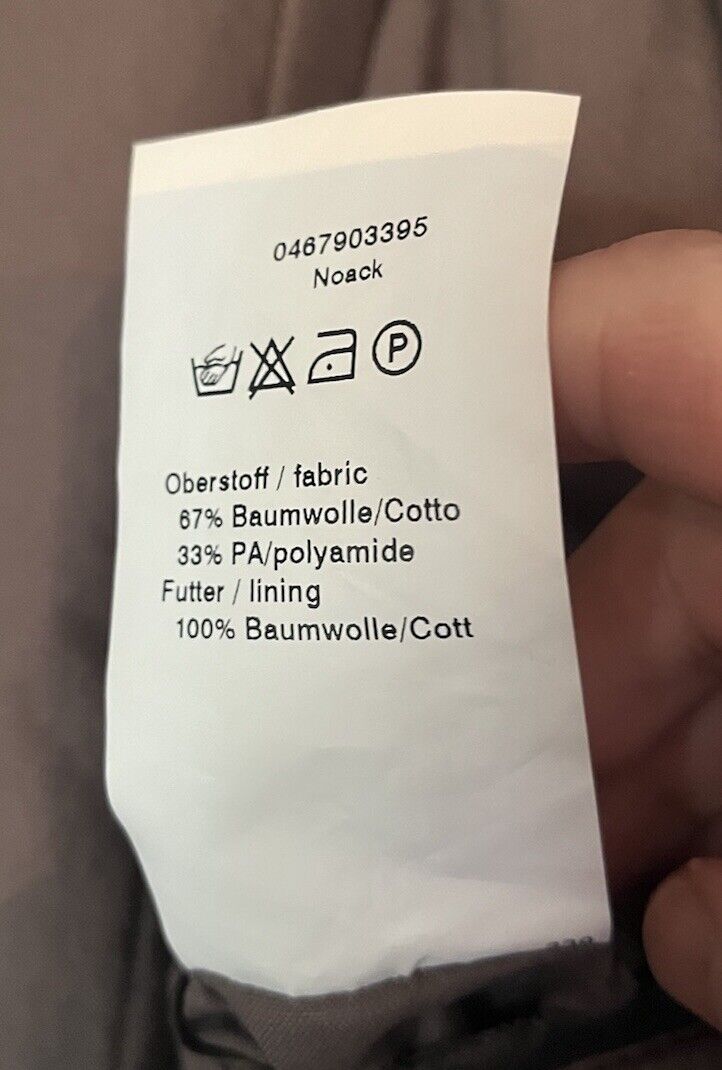 0467903395
Noack
P
Oberstoff / fabric
67% Baumwolle/Cotto
33% PA/polyamide
Futter / lining
100% Baumwolle/Cott